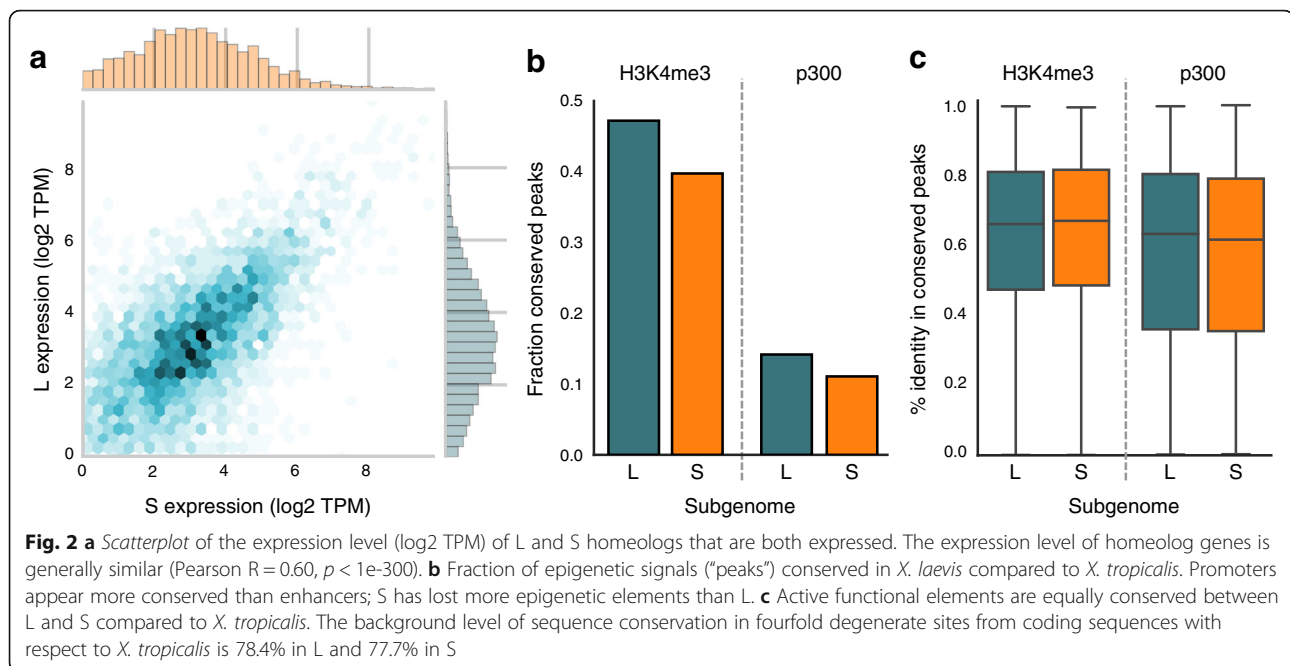 a
8
6
4
2
0
L expression (log2 TPM)
0 2 4 6 8
S expression (log2 TPM)
b
H3K4me3 p300
0.5
0.4
0.3
0.2
0.1
0.0
Fraction conserved peaks
L S L S
Subgenome
c
H3K4me3 p300
1.0
0.8
0.6
0.4
0.2
0.0
% identity in conserved peaks
L S L S
Subgenome
Fig. 2 a Scatterplot of the expression level (log2 TPM) of L and S homeologs that are both expressed. The expression level of homeolog genes is
generally similar (Pearson R = 0.60, p < 1e-300). b Fraction of epigenetic signals (“peaks”) conserved in X. laevis compared to X. tropicalis. Promoters
appear more conserved than enhancers; S has lost more epigenetic elements than L. c Active functional elements are equally conserved between
L and S compared to X. tropicalis. The background level of sequence conservation in fourfold degenerate sites from coding sequences with
respect to X. tropicalis is 78.4% in L and 77.7% in S